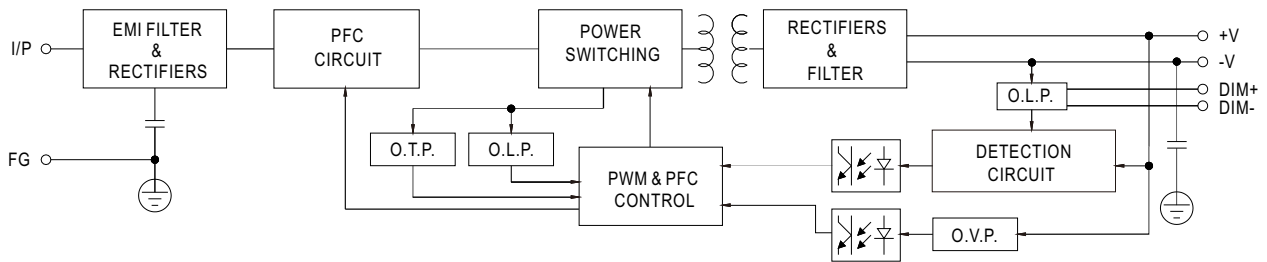 I/P
EMI FILTER
&
RECTIFIERS
PFC
CIRCUIT
POWER
SWITCHING
RECTIFIERS
&
FILTER
+V
-V
DIM+
DIM-
O.L.P.
FG
O.T.P.
O.L.P.
PWM & PFC
CONTROL
DETECTION
CIRCUIT
O.V.P.